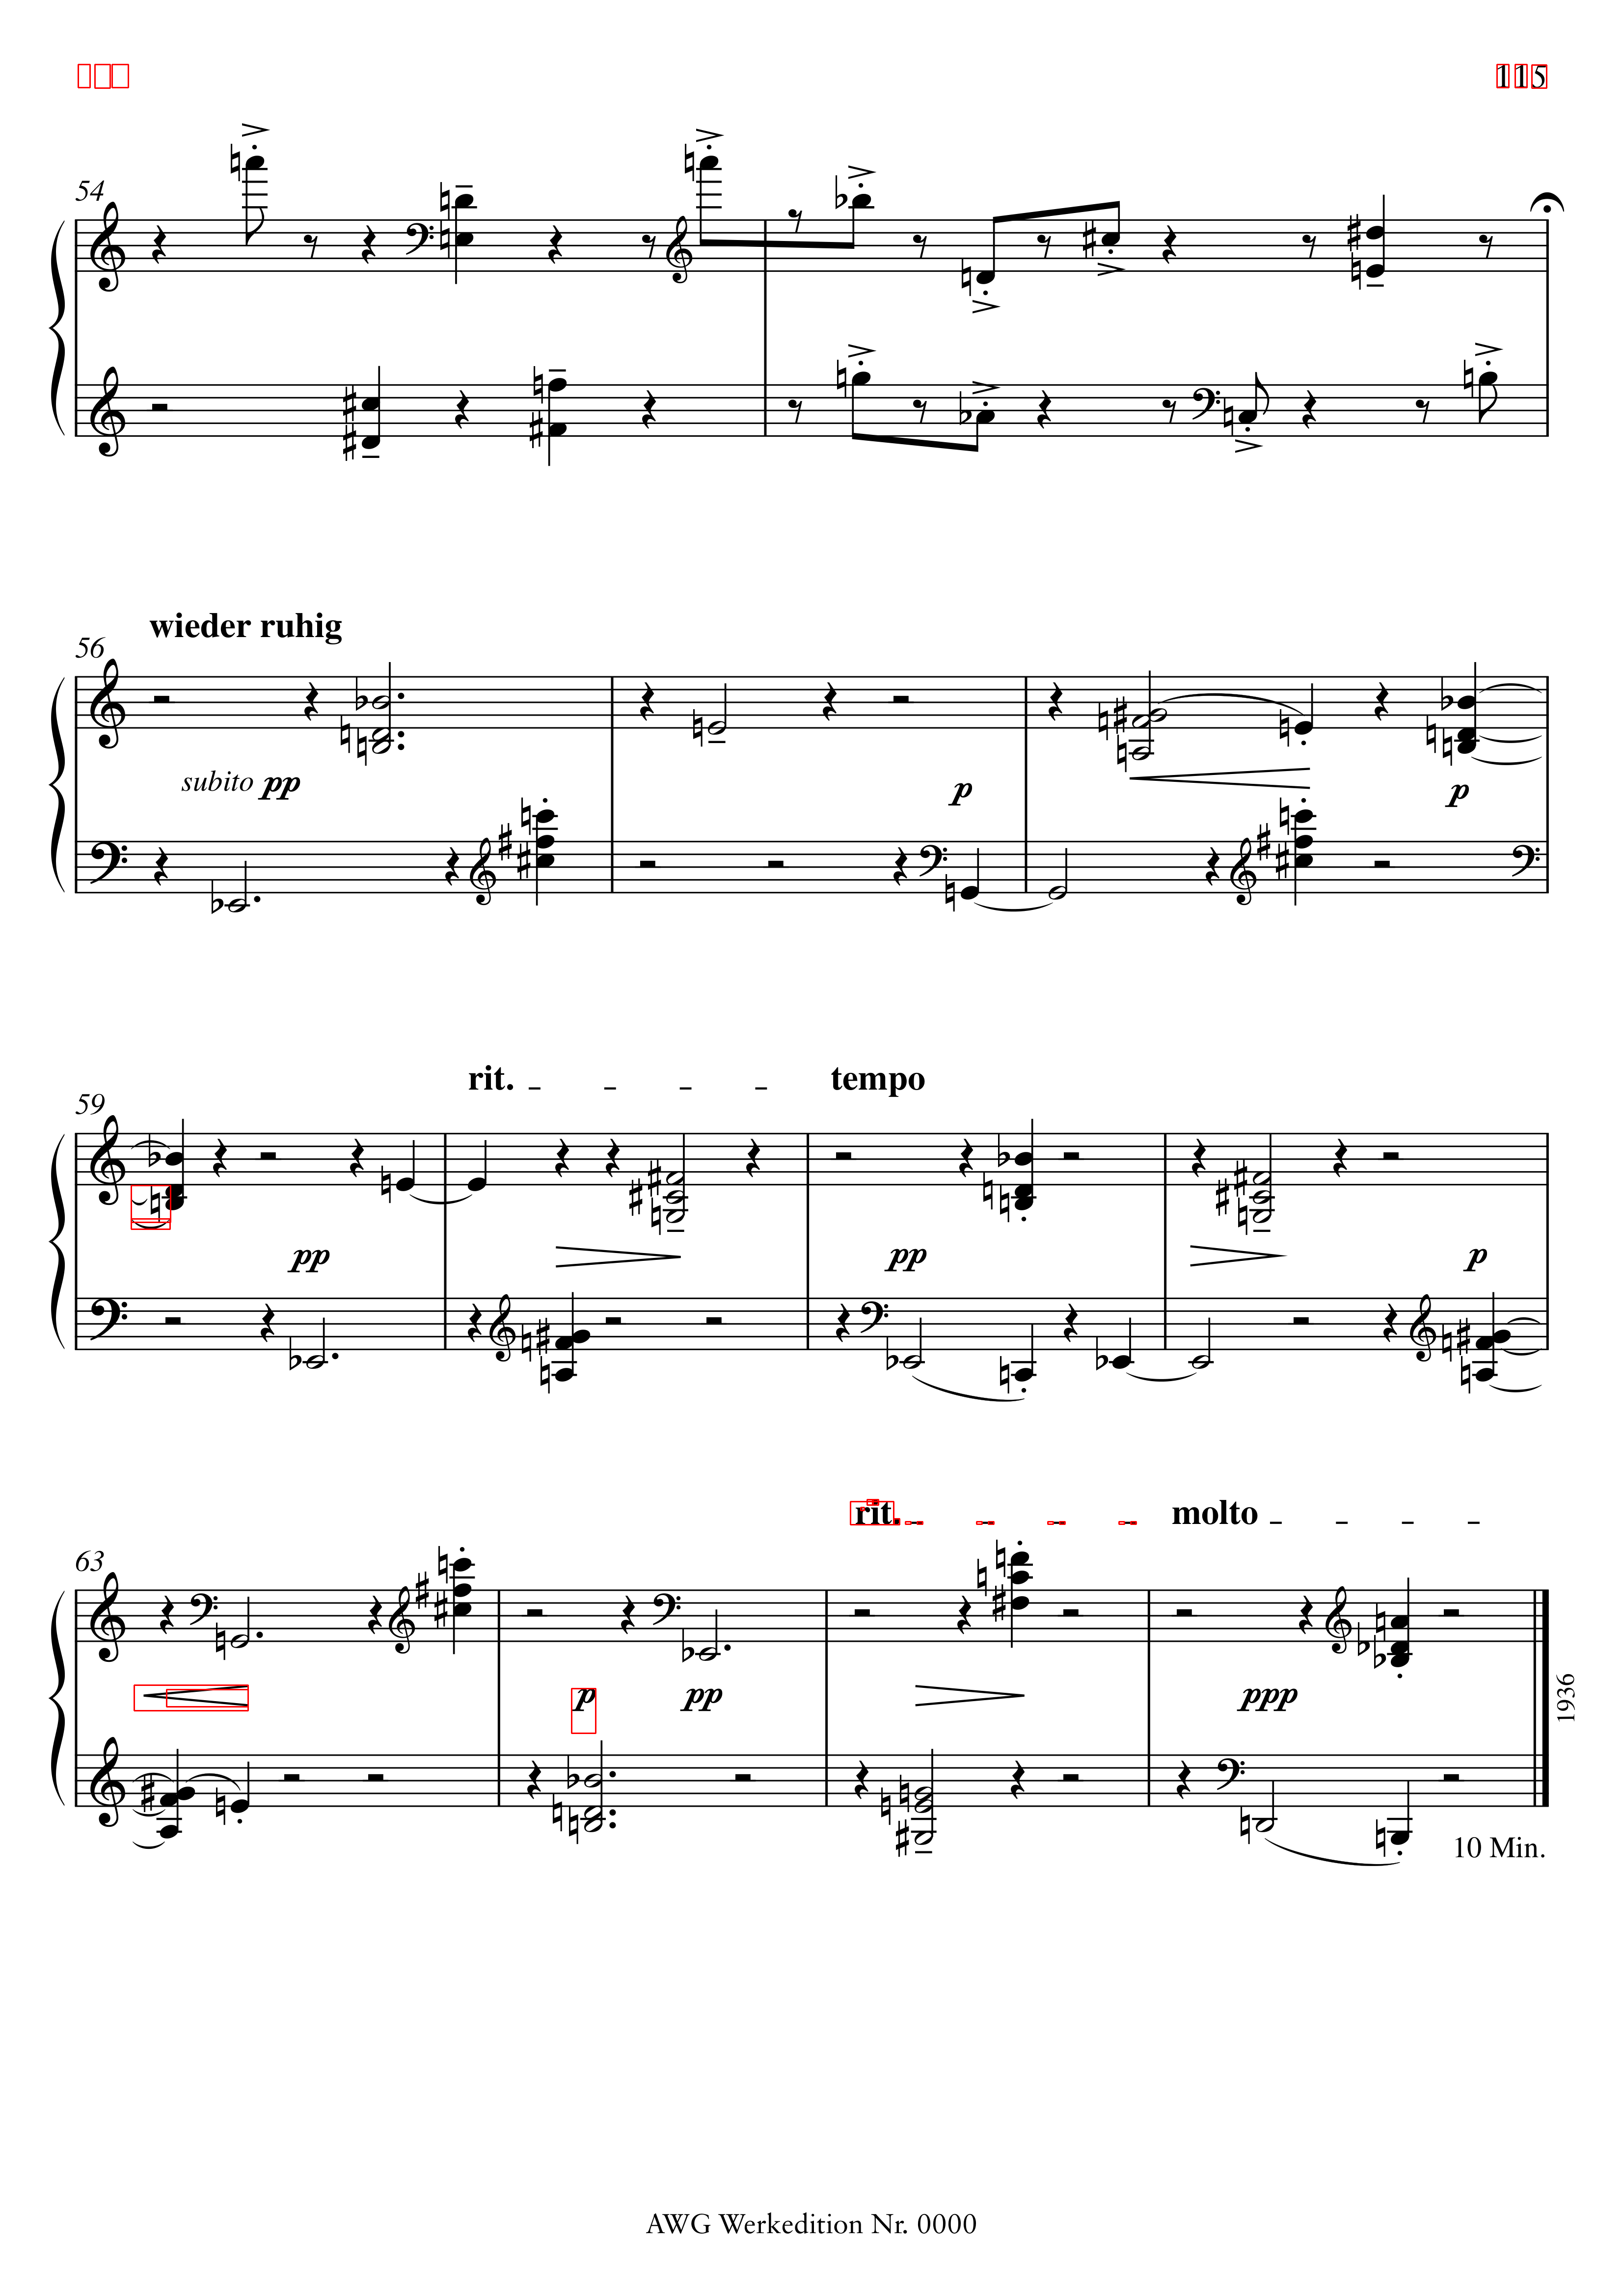 115
54
wieder ruhig
56
subito pp
p
p
rit. – – – –
tempo
59
pp
pp
p
rit. – – – –
molto – – – –
63
p
pp
ppp
1936
10 Min.
AWG Werkedition Nr. 0000